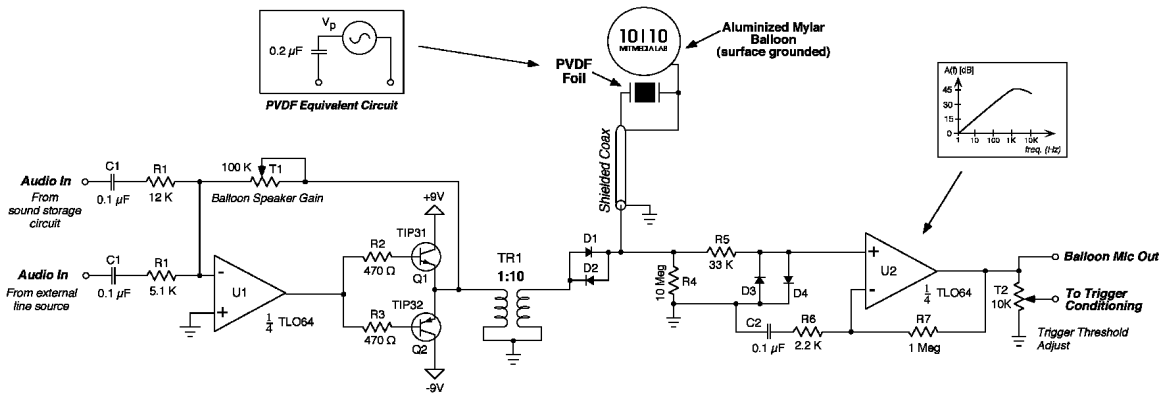 Vp
0.2 µF
PVDF Equivalent Circuit
10|10
MIT MEDIA LAB
Aluminized Mylar
Balloon
(surface grounded)
PVDF
Foil
Shielded Coax
A(f) [dB]
45
30
15
0
1 10 100 1K 10K
freq. (Hz)
Audio In
From
sound storage
circuit
C1
0.1 µF
R1
12 K
100 K
T1
Balloon Speaker Gain
Audio In
From external
line source
C1
0.1 µF
R1
5.1 K
-
+
U1
1/4 TLO64
R2
470 Ω
R3
470 Ω
+9V
TIP31
Q1
TIP32
Q2
-9V
TR1
1:10
D1
D2
10 Meg
R4
R5
33 K
D3
D4
C2
0.1 µF
R6
2.2 K
+
-
U2
1/4 TLO64
R7
1 Meg
Balloon Mic Out
T2
10K
To Trigger
Conditioning
Trigger Threshold
Adjust